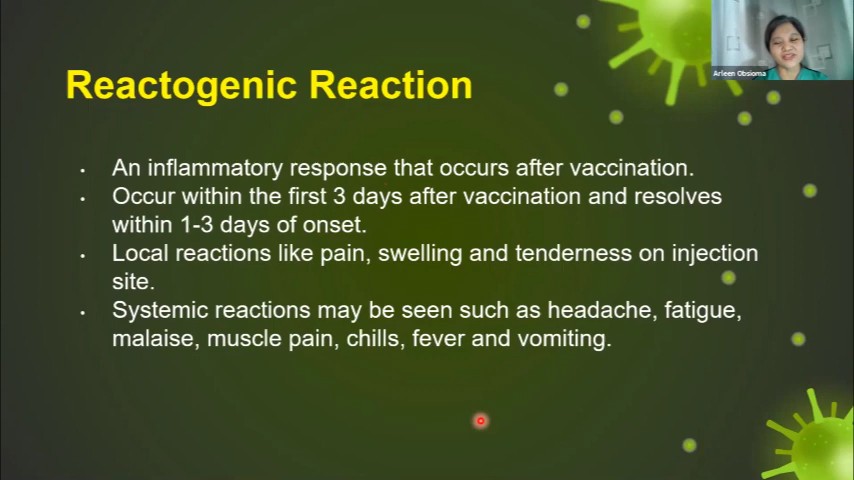 Arleen Obsioma
Reactogenic Reaction
• An inflammatory response that occurs after vaccination.
• Occur within the first 3 days after vaccination and resolves
within 1-3 days of onset.
• Local reactions like pain, swelling and tenderness on injection
site.
• Systemic reactions may be seen such as headache, fatigue,
malaise, muscle pain, chills, fever and vomiting.